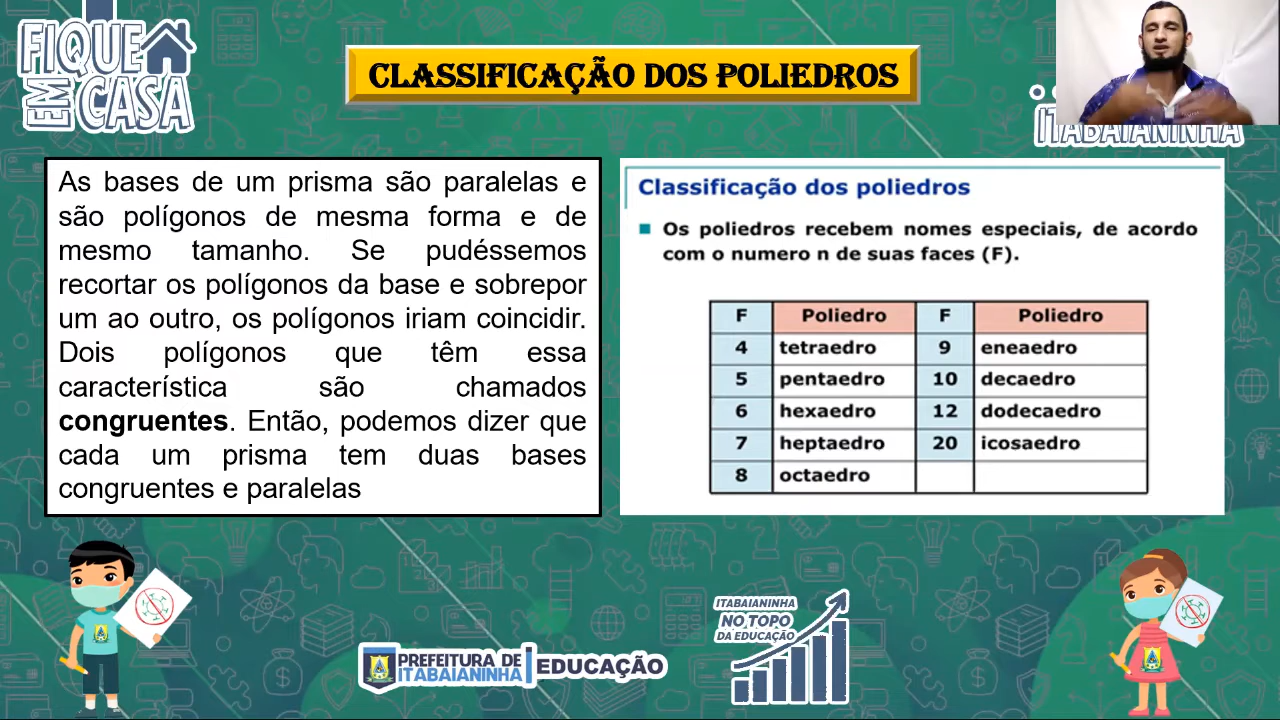 FIQUE
EM CASA
CLASSIFICAÇÃO DOS POLIEDROS
ITABAIANINHA
As bases de um prisma são paralelas e
são polígonos de mesma forma e de
mesmo tamanho. Se pudéssemos
recortar os polígonos da base e sobrepor
um ao outro, os polígonos iriam coincidir.
Dois polígonos que têm essa
característica são chamados
congruentes. Então, podemos dizer que
cada um prisma tem duas bases
congruentes e paralelas
Classificação dos poliedros
Os poliedros recebem nomes especiais, de acordo
com o numero n de suas faces (F).
F Poliedro F Poliedro
4 tetraedro 9 eneaedro
5 pentaedro 10 decaedro
6 hexaedro 12 dodecaedro
7 heptaedro 20 icosaedro
8 octaedro
PREFEITURA DE
ITABAIANINHA
EDUCAÇÃO
ITABAIANINHA
NO TOPO
DA EDUCAÇÃO